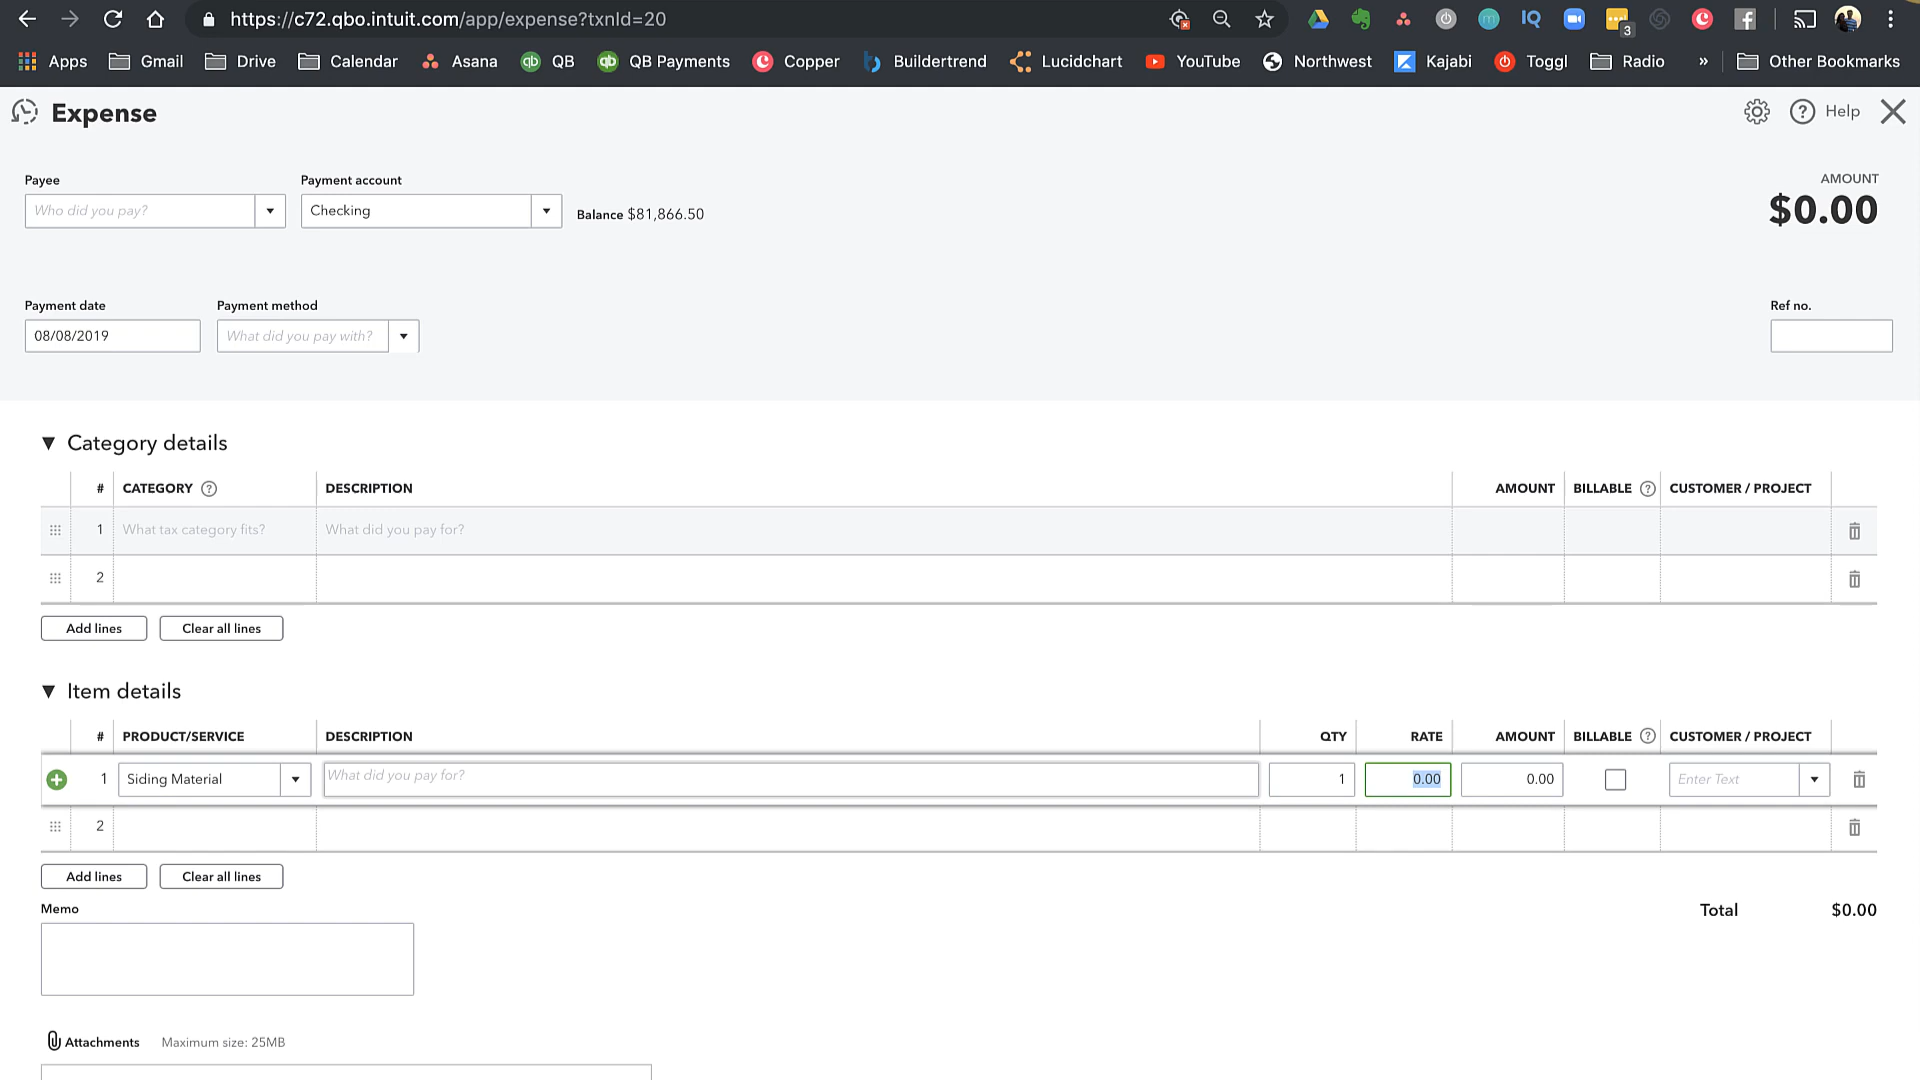 https://c72.qbo.intuit.com/app/expense?txnId=20
m IQ 3
Apps Gmail Drive Calendar Asana qb QB qb QB Payments Copper Buildertrend Lucidchart YouTube Northwest Kajabi Toggl Radio » Other Bookmarks
Expense ? Help
Payee Payment account AMOUNT
Who did you pay? Checking Balance $81,866.50 $0.00
Payment date Payment method Ref no.
08/08/2019 What did you pay with?
Category details
# CATEGORY ? DESCRIPTION AMOUNT BILLABLE ? CUSTOMER / PROJECT
1 What tax category fits? What did you pay for?
2
Add lines Clear all lines
Item details
# PRODUCT/SERVICE DESCRIPTION QTY RATE AMOUNT BILLABLE ? CUSTOMER / PROJECT
1 Siding Material What did you pay for? 1 0.00 0.00 Enter Text
2
Add lines Clear all lines
Memo Total $0.00
Attachments Maximum size: 25MB